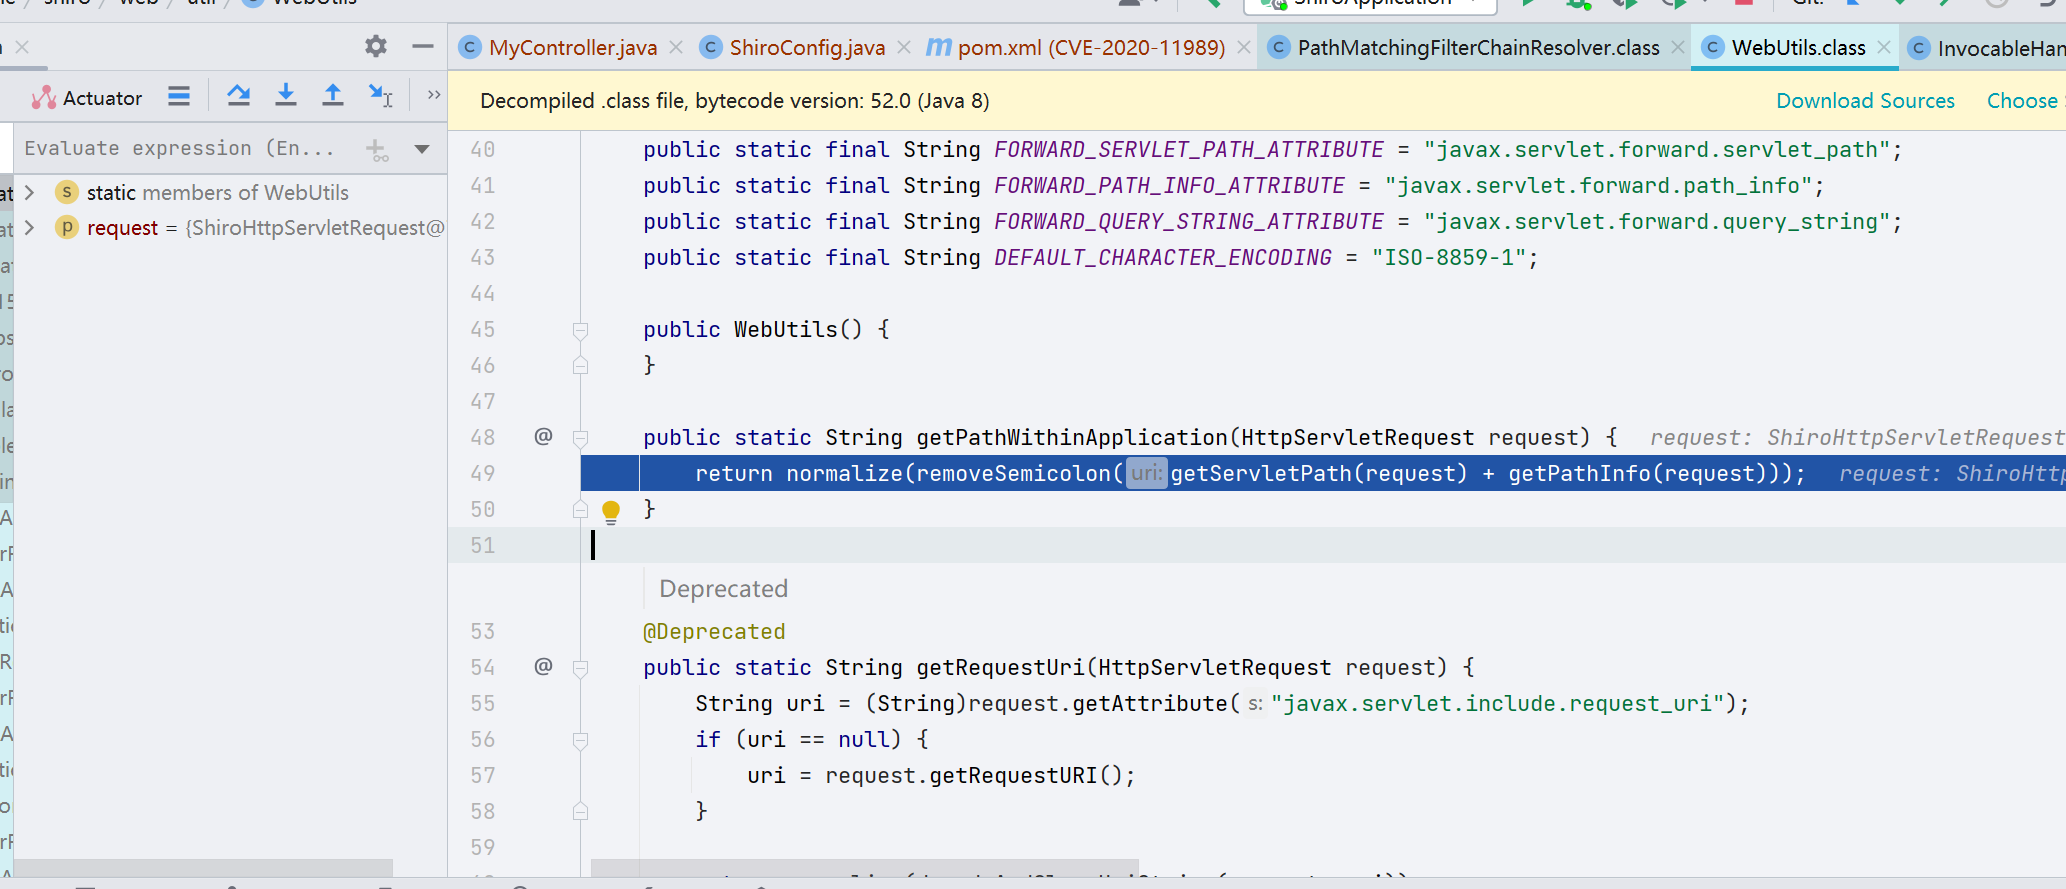 shiro / web / util / WebUtils
ShiroApplication
Git:
MyController.java
ShiroConfig.java
pom.xml (CVE-2020-11989)
PathMatchingFilterChainResolver.class
WebUtils.class
InvocableHan
Actuator
Decompiled .class file, bytecode version: 52.0 (Java 8)
Download Sources
Choose
Evaluate expression (En...
static members of WebUtils
request = {ShiroHttpServletRequest@
40 public static final String FORWARD_SERVLET_PATH_ATTRIBUTE = "javax.servlet.forward.servlet_path";
41 public static final String FORWARD_PATH_INFO_ATTRIBUTE = "javax.servlet.forward.path_info";
42 public static final String FORWARD_QUERY_STRING_ATTRIBUTE = "javax.servlet.forward.query_string";
43 public static final String DEFAULT_CHARACTER_ENCODING = "ISO-8859-1";
44
45 public WebUtils() {
46 }
47
48 @ public static String getPathWithinApplication(HttpServletRequest request) { request: ShiroHttpServletRequest
49 return normalize(removeSemicolon( uri: getServletPath(request) + getPathInfo(request))); request: ShiroHttp
50 }
51
Deprecated
53 @Deprecated
54 @ public static String getRequestUri(HttpServletRequest request) {
55 String uri = (String)request.getAttribute( s: "javax.servlet.include.request_uri");
56 if (uri == null) {
57 uri = request.getRequestURI();
58 }
59